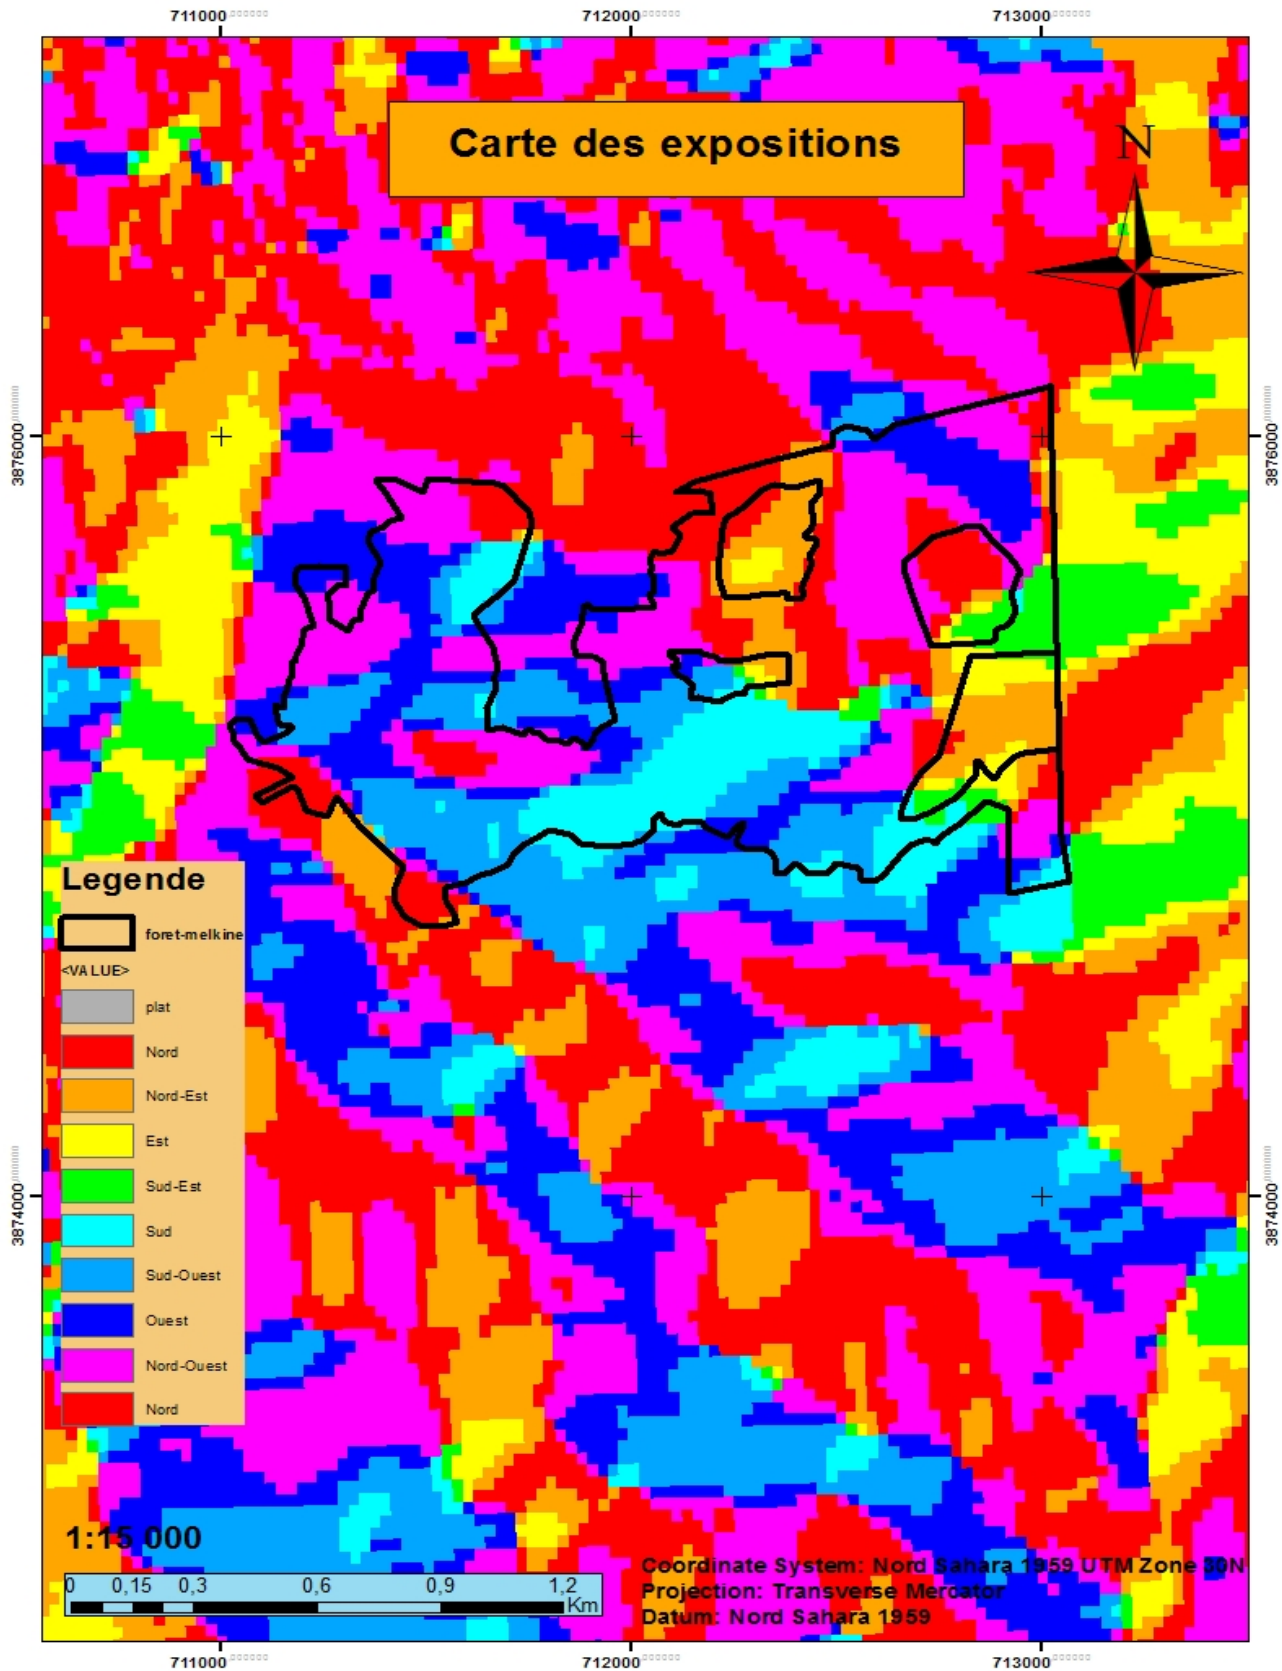 711000 712000 713000
Carte des expositions
N
3876000 3876000
3874000 3874000
Legende
foret-melkine
<VALUE>
plat
Nord
Nord-Est
Est
Sud-Est
Sud
Sud-Ouest
Ouest
Nord-Ouest
Nord
1:15 000
0 0,15 0,3 0,6 0,9 1,2
Km
Coordinate System: Nord Sahara 1959 UTM Zone 30N
Projection: Transverse Mercator
Datum: Nord Sahara 1959
711000 712000 713000